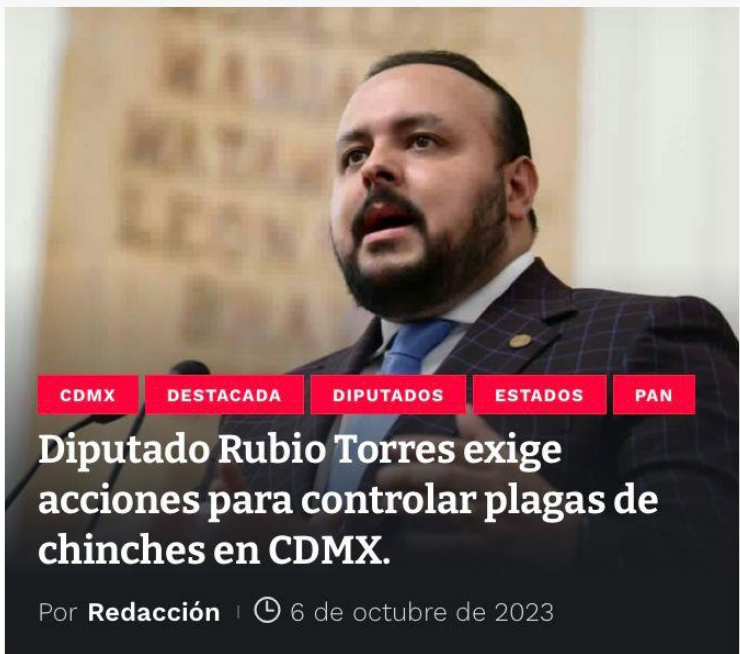 CDMX DESTACADA DIPUTADOS ESTADOS PAN
Diputado Rubio Torres exige
acciones para controlar plagas de
chinches en CDMX.
Por Redacción 6 de octubre de 2023